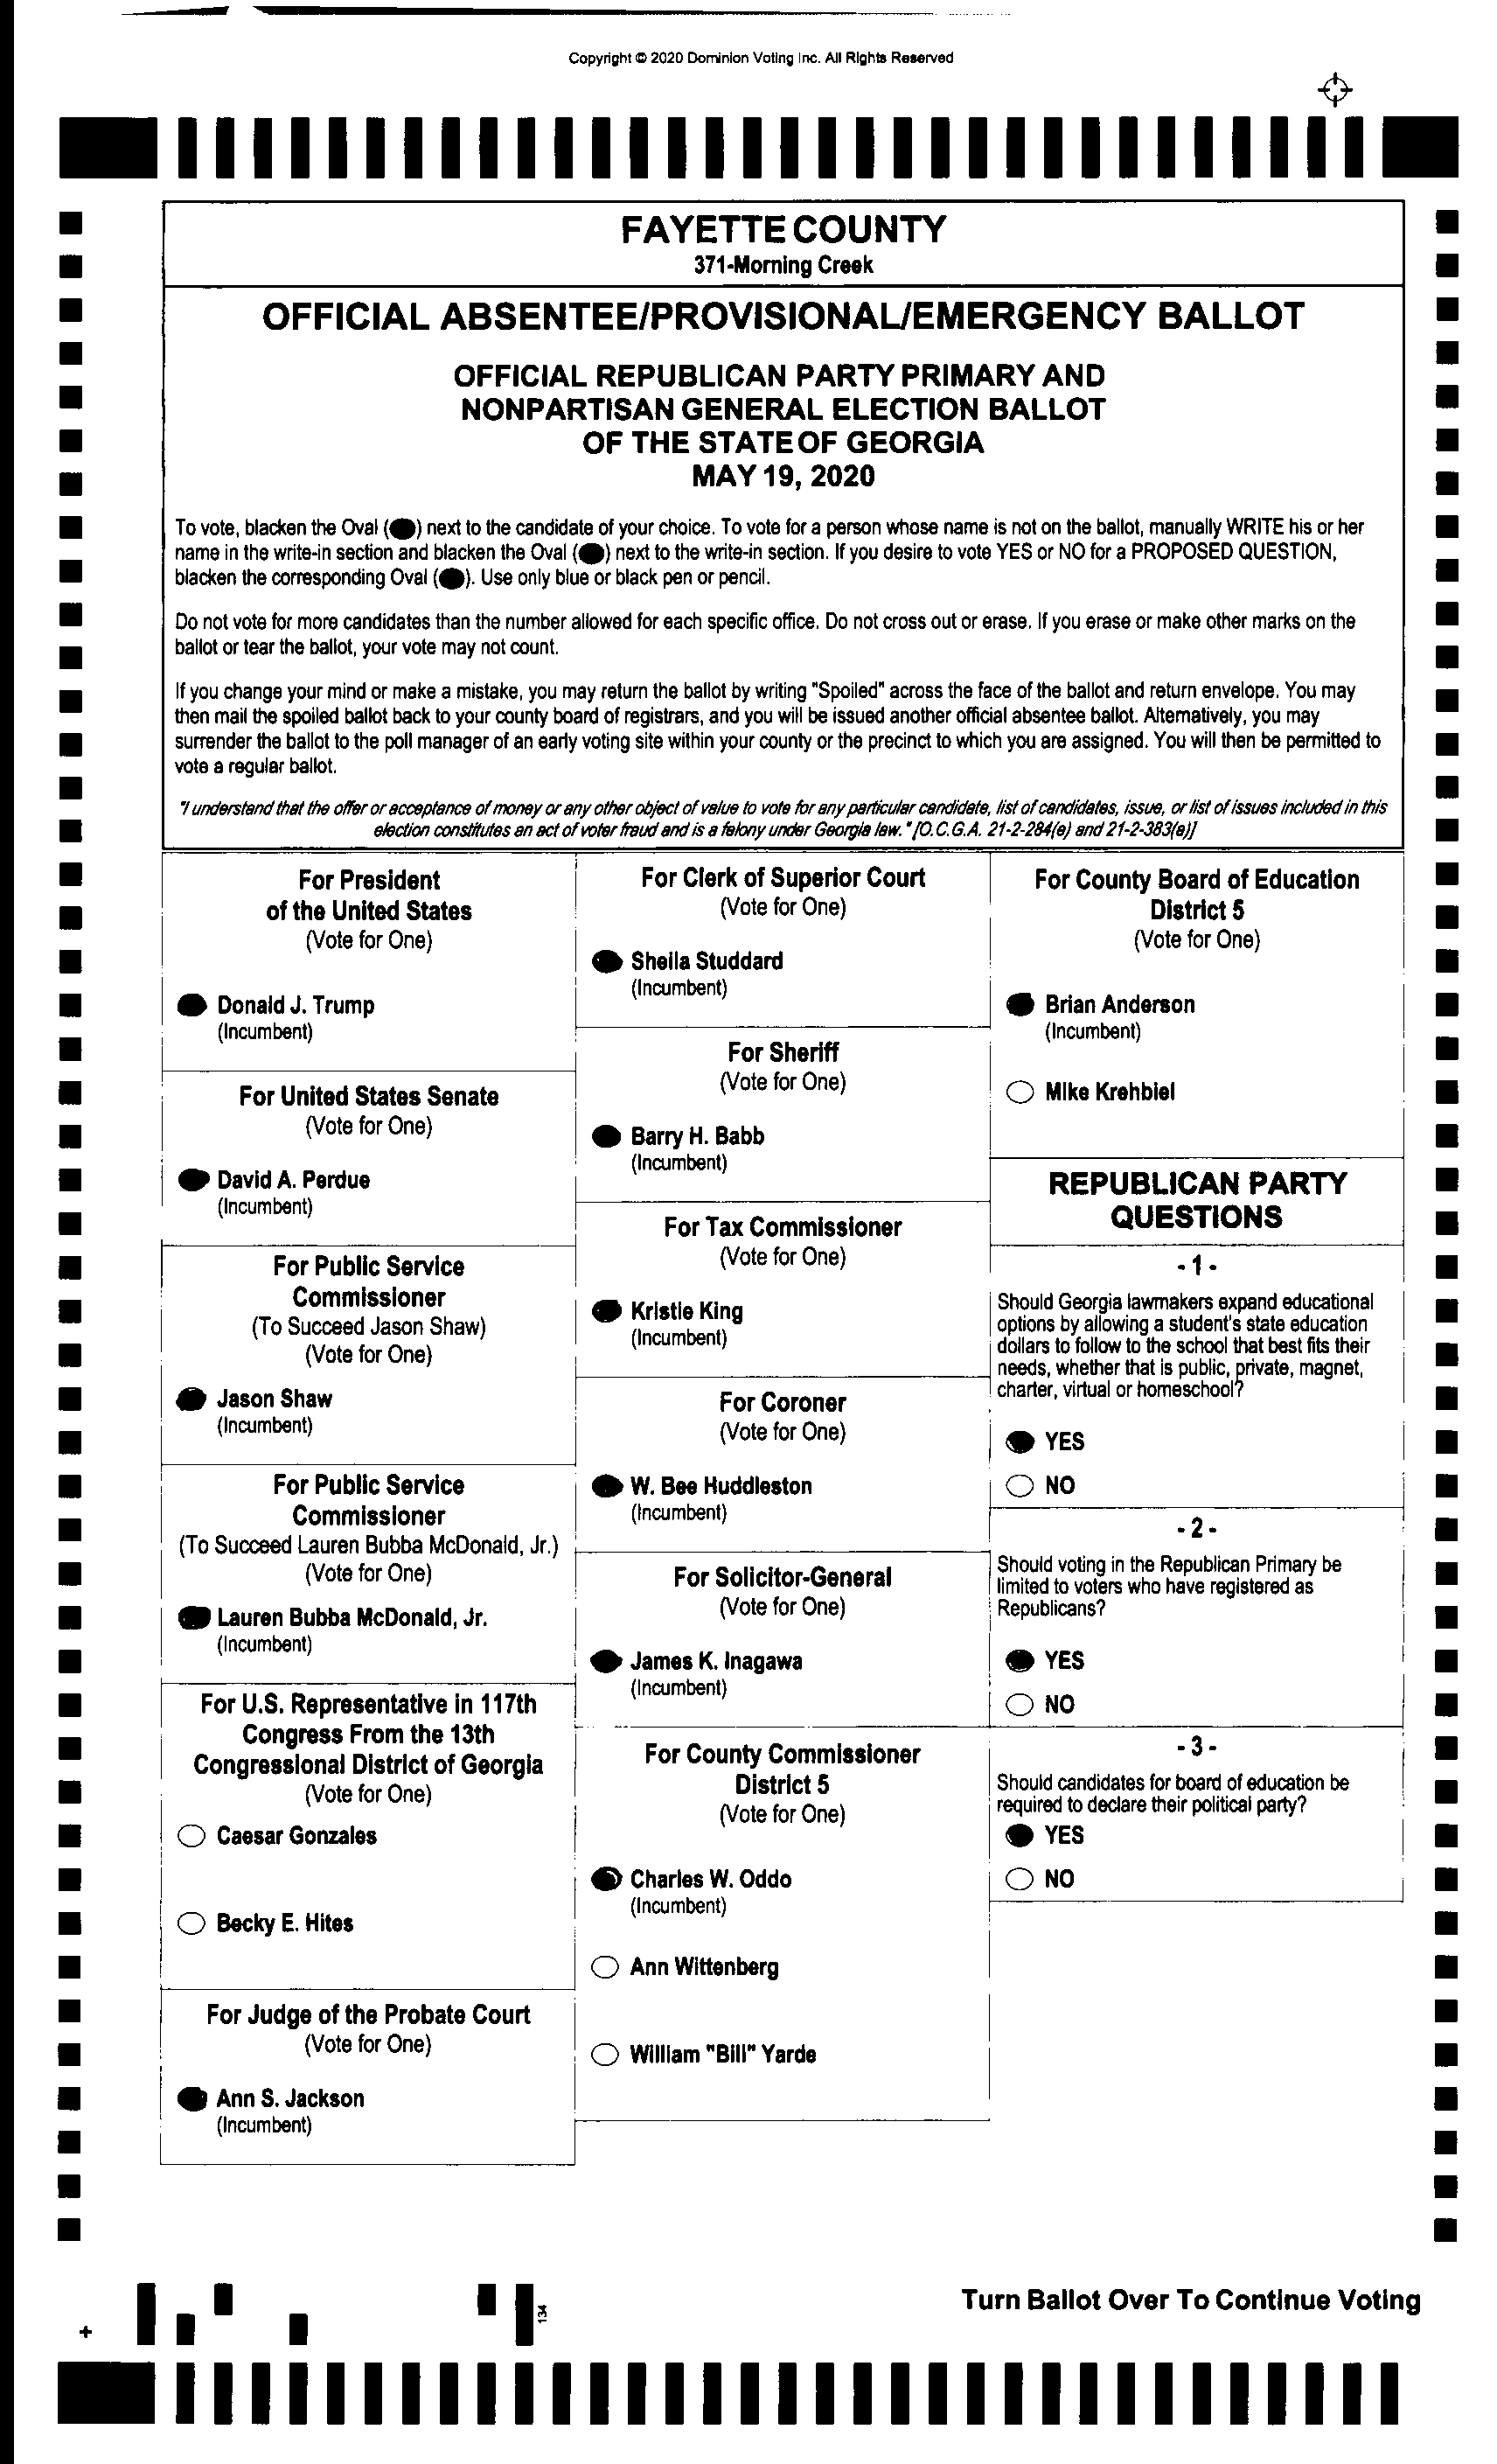 Copyright © 2020 Dominion Voting Inc. All Rights Reserved
FAYETTE COUNTY
371-Morning Creek
OFFICIAL ABSENTEE/PROVISIONAL/EMERGENCY BALLOT
OFFICIAL REPUBLICAN PARTY PRIMARY AND
NONPARTISAN GENERAL ELECTION BALLOT
OF THE STATE OF GEORGIA
MAY 19, 2020
To vote, blacken the Oval ( ) next to the candidate of your choice. To vote for a person whose name is not on the ballot, manually WRITE his or her
name in the write-in section and blacken the Oval ( ) next to the write-in section. If you desire to vote YES or NO for a PROPOSED QUESTION,
blacken the corresponding Oval ( ). Use only blue or black pen or pencil.
Do not vote for more candidates than the number allowed for each specific office. Do not cross out or erase. If you erase or make other marks on the
ballot or tear the ballot, your vote may not count.
If you change your mind or make a mistake, you may return the ballot by writing "Spoiled" across the face of the ballot and return envelope. You may
then mail the spoiled ballot back to your county board of registrars, and you will be issued another official absentee ballot. Alternatively, you may
surrender the ballot to the poll manager of an early voting site within your county or the precinct to which you are assigned. You will then be permitted to
vote a regular ballot.
"I understand that the offer or acceptance of money or any other object of value to vote for any particular candidate, list of candidates, issue, or list of issues included in this
election constitutes an act of voter fraud and is a felony under Georgia law." [O.C.G.A. 21-2-284(e) and 21-2-383(a)]
For President
of the United States
(Vote for One)
Donald J. Trump
(Incumbent)
For United States Senate
(Vote for One)
David A. Perdue
(Incumbent)
For Public Service
Commissioner
(To Succeed Jason Shaw)
(Vote for One)
Jason Shaw
(Incumbent)
For Public Service
Commissioner
(To Succeed Lauren Bubba McDonald, Jr.)
(Vote for One)
Lauren Bubba McDonald, Jr.
(Incumbent)
For U.S. Representative in 117th
Congress From the 13th
Congressional District of Georgia
(Vote for One)
Caesar Gonzales
Becky E. Hites
For Judge of the Probate Court
(Vote for One)
Ann S. Jackson
(Incumbent)
For Clerk of Superior Court
(Vote for One)
Sheila Studdard
(Incumbent)
For Sheriff
(Vote for One)
Barry H. Babb
(Incumbent)
For Tax Commissioner
(Vote for One)
Kristie King
(Incumbent)
For Coroner
(Vote for One)
W. Bee Huddleston
(Incumbent)
For Solicitor-General
(Vote for One)
James K. Inagawa
(Incumbent)
For County Commissioner
District 5
(Vote for One)
Charles W. Oddo
(Incumbent)
Ann Wittenberg
William "Bill" Yarde
For County Board of Education
District 5
(Vote for One)
Brian Anderson
(Incumbent)
Mike Krehbiel
REPUBLICAN PARTY
QUESTIONS
- 1 -
Should Georgia lawmakers expand educational
options by allowing a student's state education
dollars to follow to the school that best fits their
needs, whether that is public, private, magnet,
charter, virtual or homeschool?
YES
NO
- 2 -
Should voting in the Republican Primary be
limited to voters who have registered as
Republicans?
YES
NO
- 3 -
Should candidates for board of education be
required to declare their political party?
YES
NO
134
Turn Ballot Over To Continue Voting